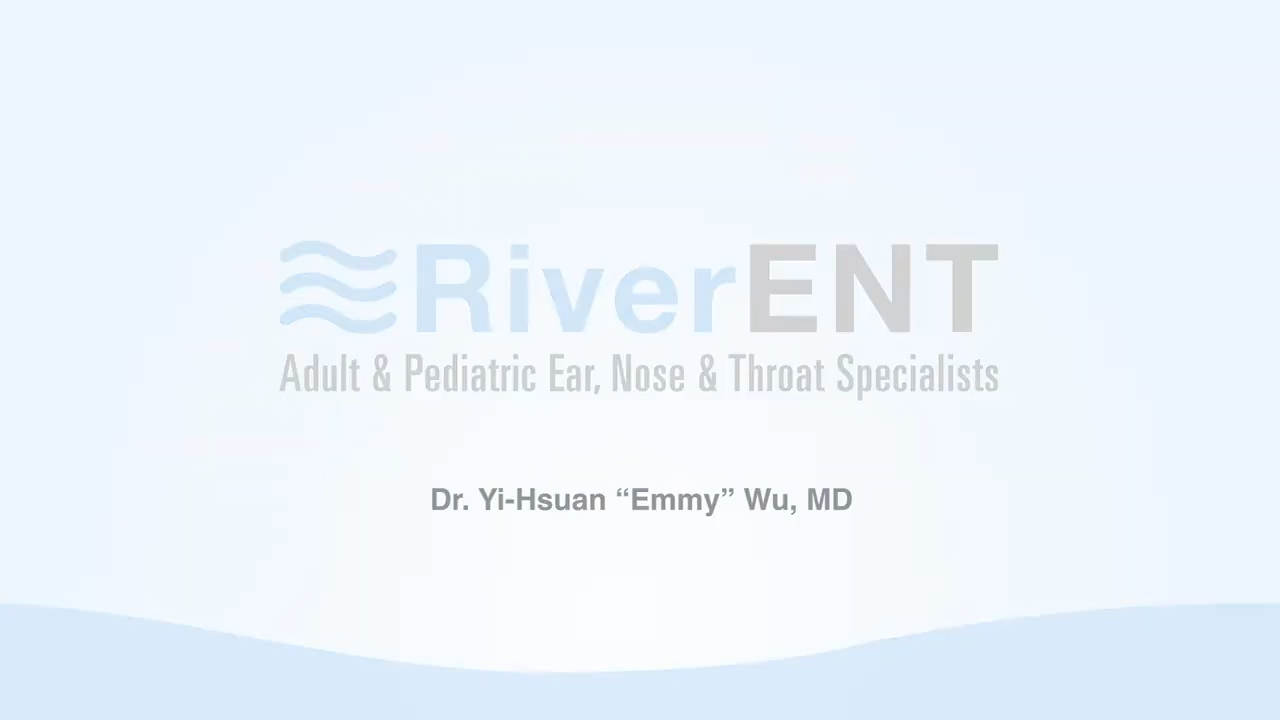 RiverENT
Adult & Pediatric Ear, Nose & Throat Specialists
Dr. Yi-Hsuan “Emmy” Wu, MD